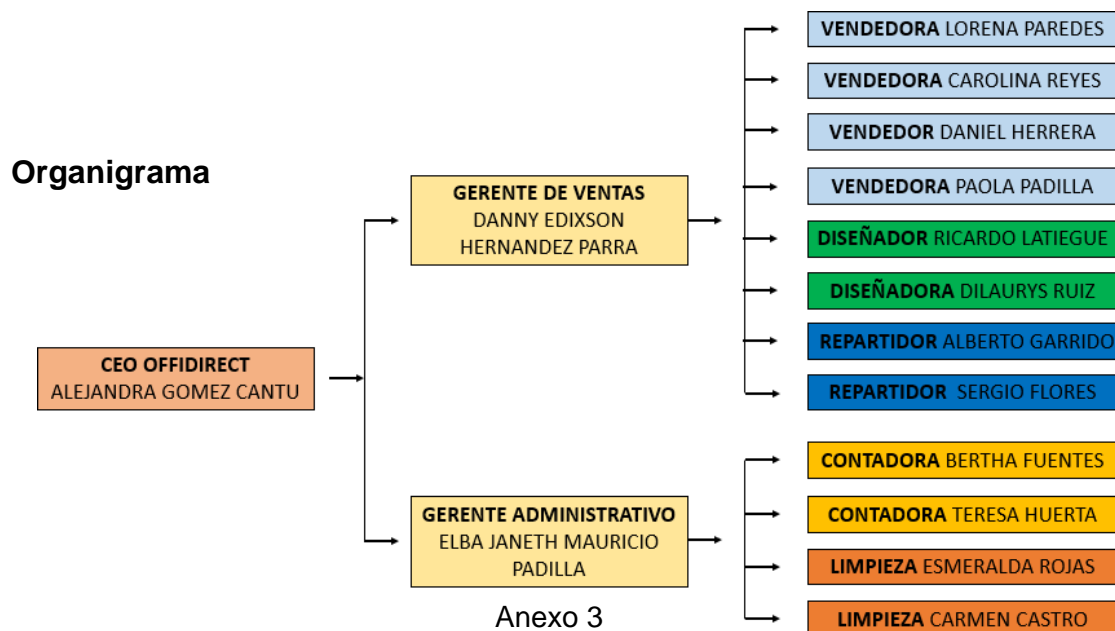 Organigrama
CEO OFFIDIRECT
ALEJANDRA GOMEZ CANTU
GERENTE DE VENTAS
DANNY EDIXSON
HERNANDEZ PARRA
VENDEDORA LORENA PAREDES
VENDEDORA CAROLINA REYES
VENDEDOR DANIEL HERRERA
VENDEDORA PAOLA PADILLA
DISEÑADOR RICARDO LATIEGUE
DISEÑADORA DILAURYS RUIZ
REPARTIDOR ALBERTO GARRIDO
REPARTIDOR SERGIO FLORES
GERENTE ADMINISTRATIVO
ELBA JANETH MAURICIO
PADILLA
CONTADORA BERTHA FUENTES
CONTADORA TERESA HUERTA
LIMPIEZA ESMERALDA ROJAS
LIMPIEZA CARMEN CASTRO
Anexo 3